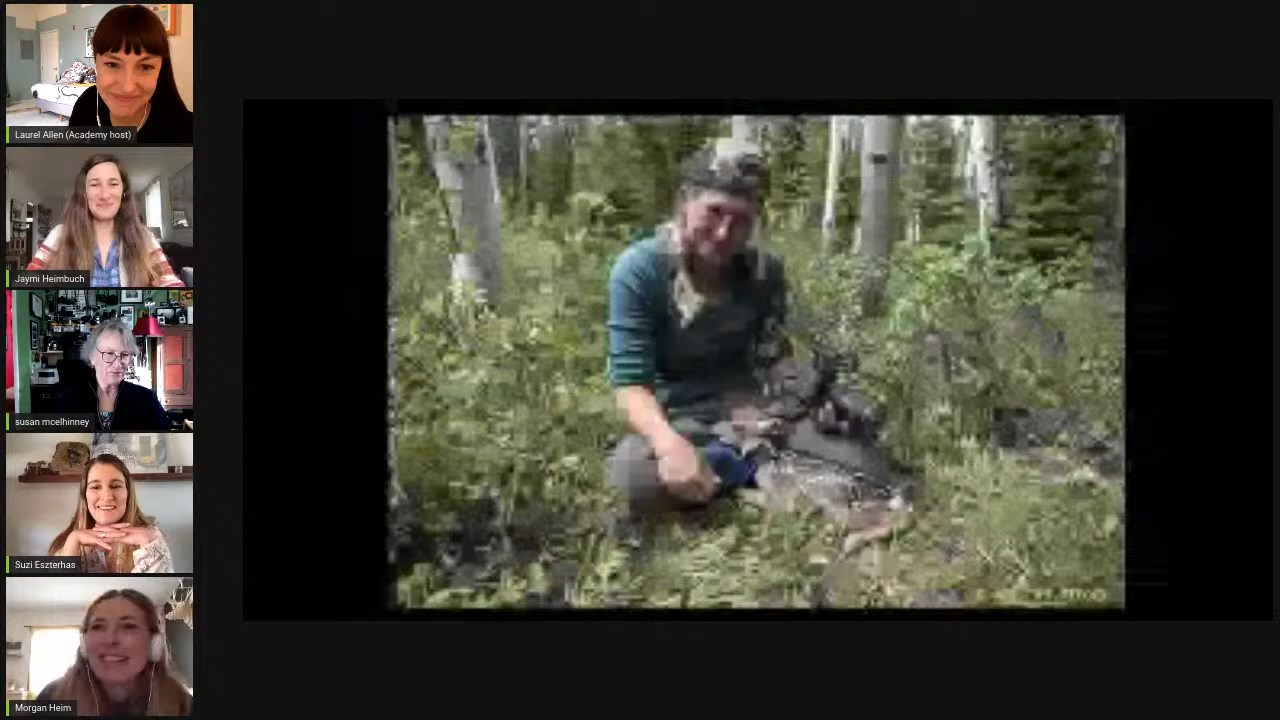 Laurel Allen (Academy host)
Jaymi Heimbuch
susan mcelhinney
Suzi Eszterhas
Morgan Heim